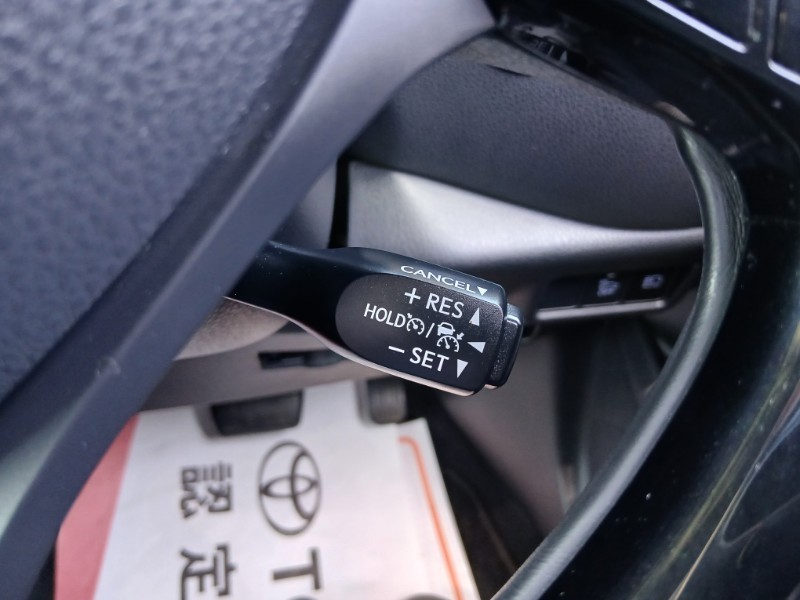 CANCEL▼
+ RES ▲
HOLD / ◀
− SET ▼
認定